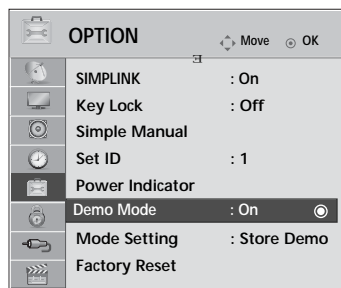 OPTION Move OK
SIMPLINK : On
Key Lock : Off
Simple Manual
Set ID : 1
Power Indicator
Demo Mode : On
Mode Setting : Store Demo
Factory Reset